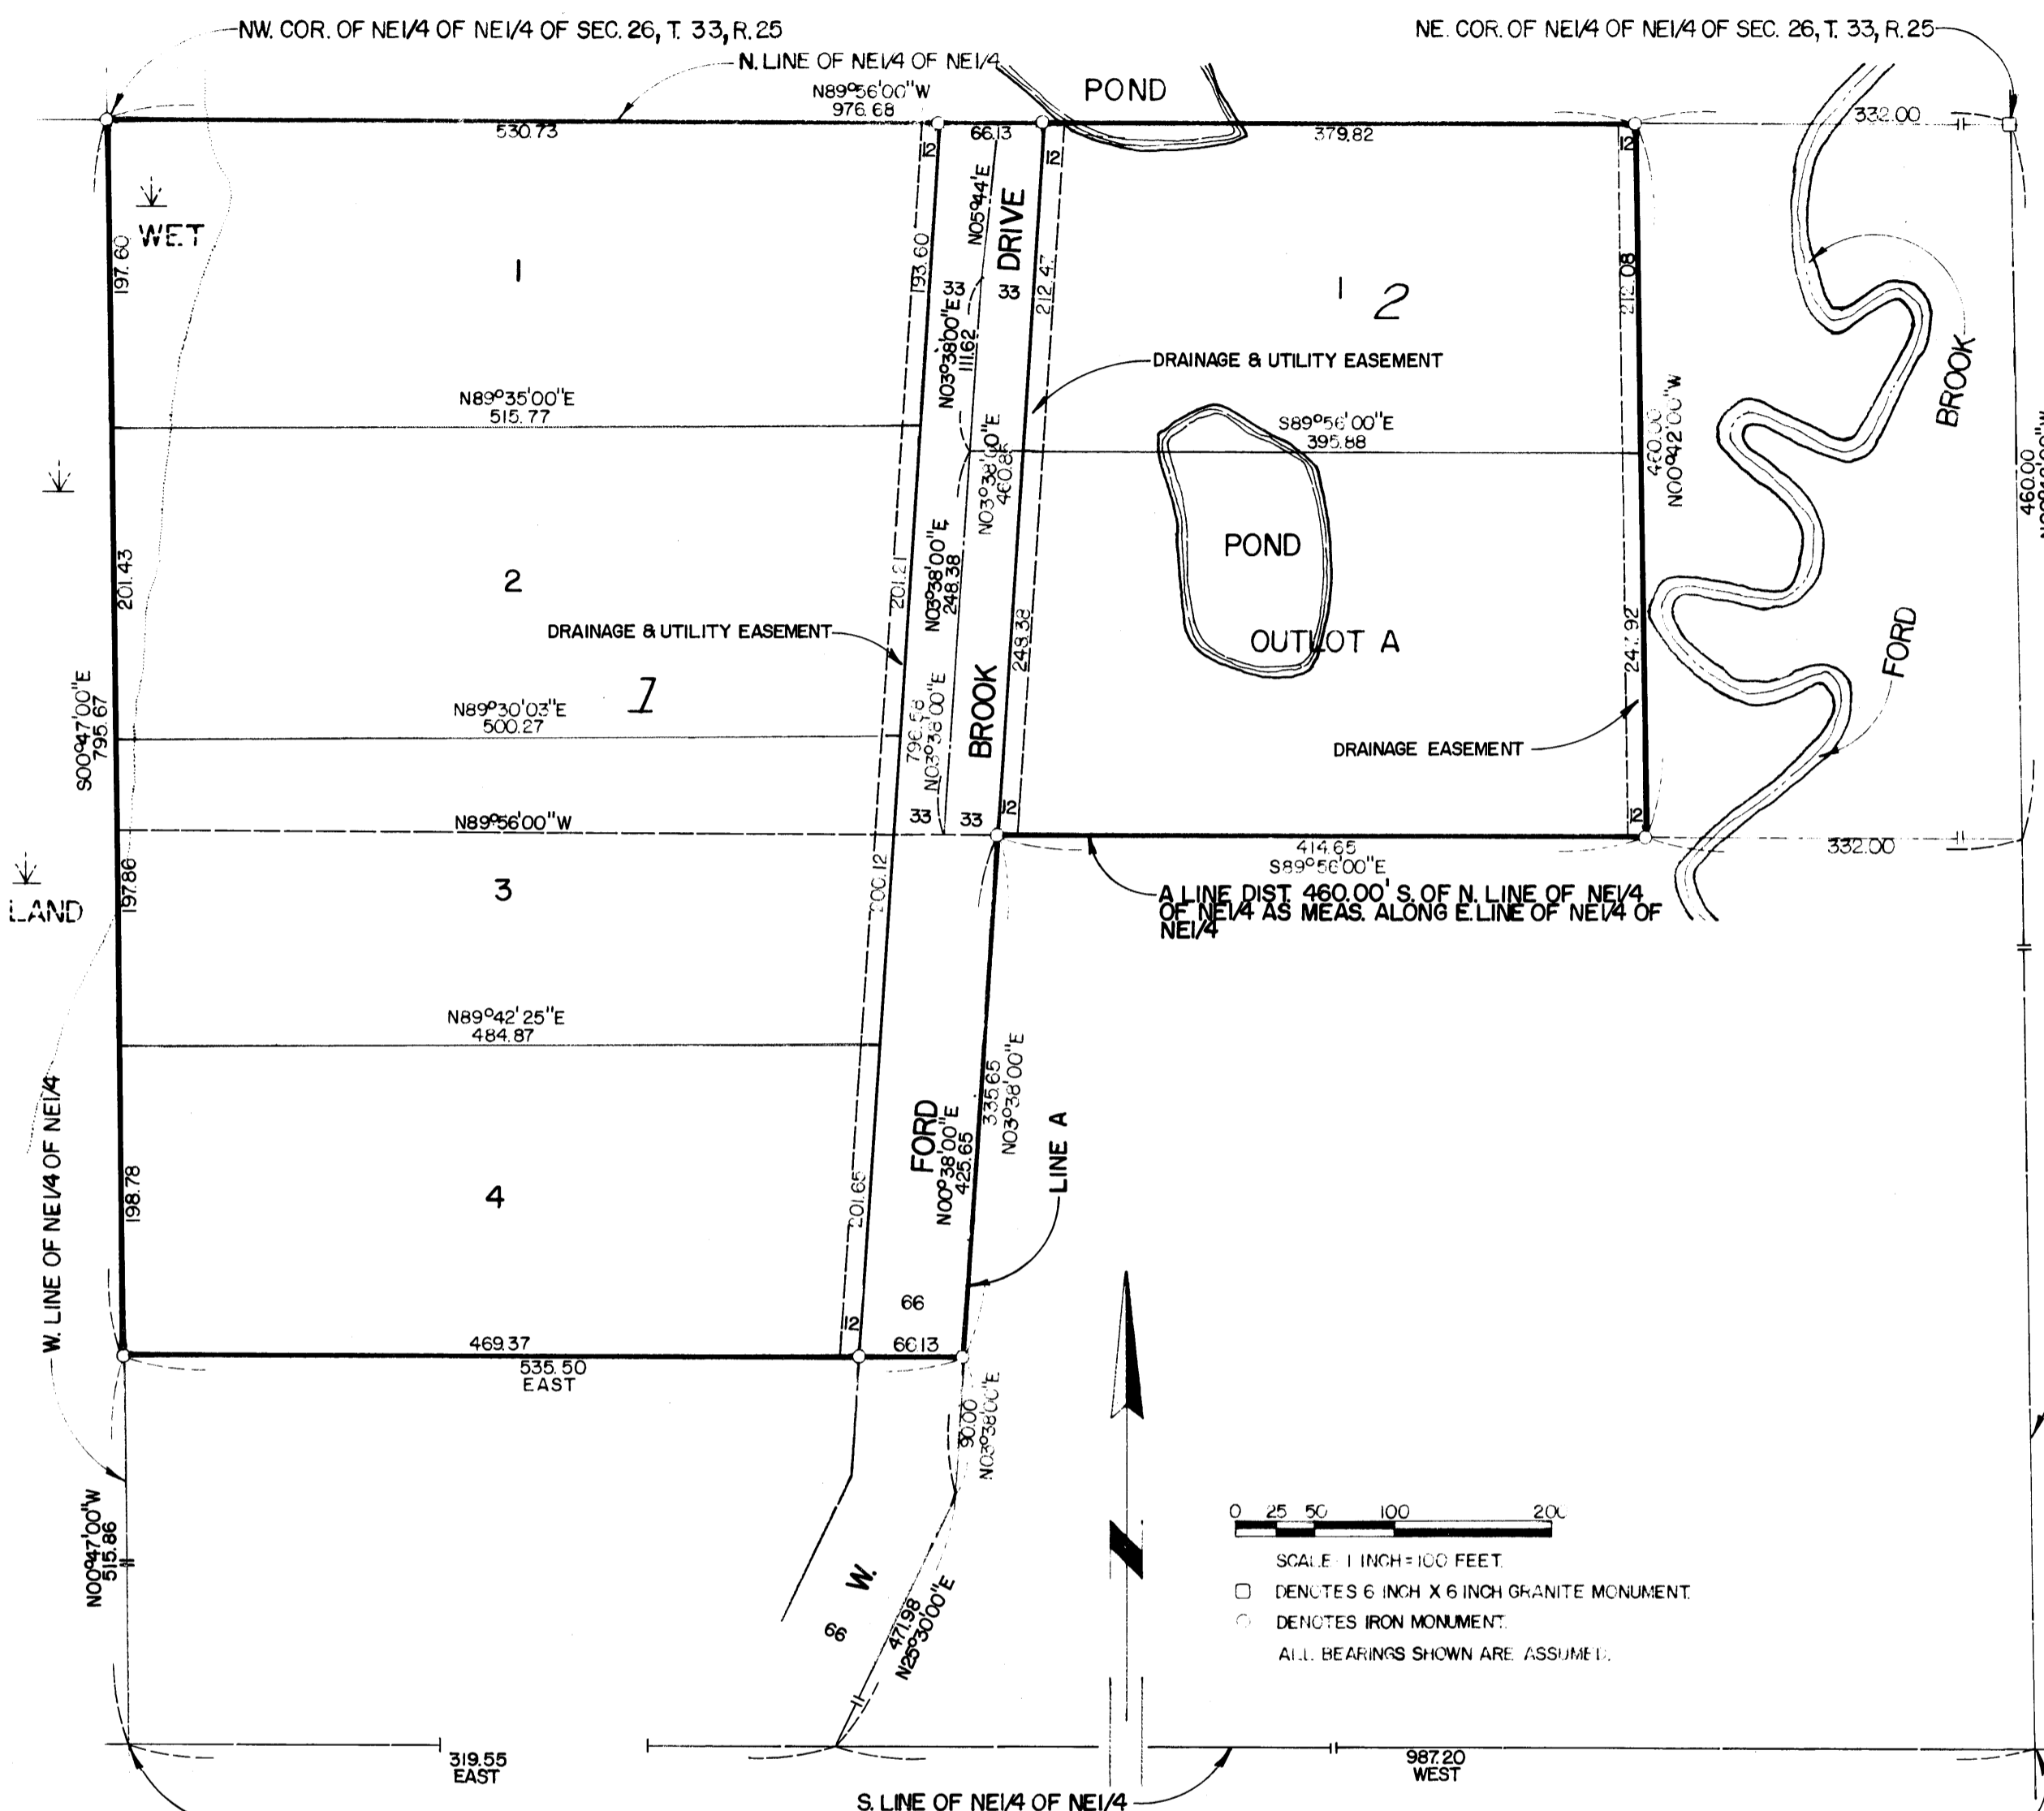 NW. COR. OF NE1/4 OF NE1/4 OF SEC. 26, T. 33, R. 25
NE. COR. OF NE1/4 OF NE1/4 OF SEC. 26, T. 33, R. 25
N. LINE OF NE1/4 OF NE1/4
N89°56'00"W
976.68
POND
530.73
66.13
379.82
332.00
12
12
12
WET
197.60
1
193.60
N05°44'E
DRIVE
33
33
212.47
1
2
212.08
BROOK
N03°38'00"E
111.62
DRAINAGE & UTILITY EASEMENT
N89°35'00"E
515.77
S89°56'00"E
395.88
460.00
N00°42'00"W
460.00
N03°38'00"E
460.85
POND
201.43
2
201.21
N03°38'00"E
248.38
DRAINAGE & UTILITY EASEMENT
248.38
OUTLOT A
247.92
FORD
S00°47'00"E
795.67
1
N89°30'03"E
500.27
796.58
N03°38'00"E
BROOK
DRAINAGE EASEMENT
33
33
12
12
N89°56'00"W
414.65
S89°56'00"E
332.00
197.86
3
200.12
LAND
A LINE DIST. 460.00' S. OF N. LINE OF NE1/4
OF NE1/4 AS MEAS. ALONG E. LINE OF NE1/4 OF
NE1/4
N89°42'25"E
484.87
W. LINE OF NE1/4 OF NE1/4
335.65
N03°38'00"E
FORD
N00°38'00"E
425.65
LINE A
198.78
4
201.65
66
12
469.37
66.13
535.50
EAST
90.00
N03°38'00"E
N00°47'00"W
515.86
W.
66
471.98
N25°30'00"E
0 25 50 100
SCALE: 1 INCH = 100 FEET.
DENOTES 6 INCH X 6 INCH GRANITE MONUMENT.
DENOTES IRON MONUMENT.
ALL BEARINGS SHOWN ARE ASSUMED.
319.55
EAST
987.20
WEST
S. LINE OF NE1/4 OF NE1/4